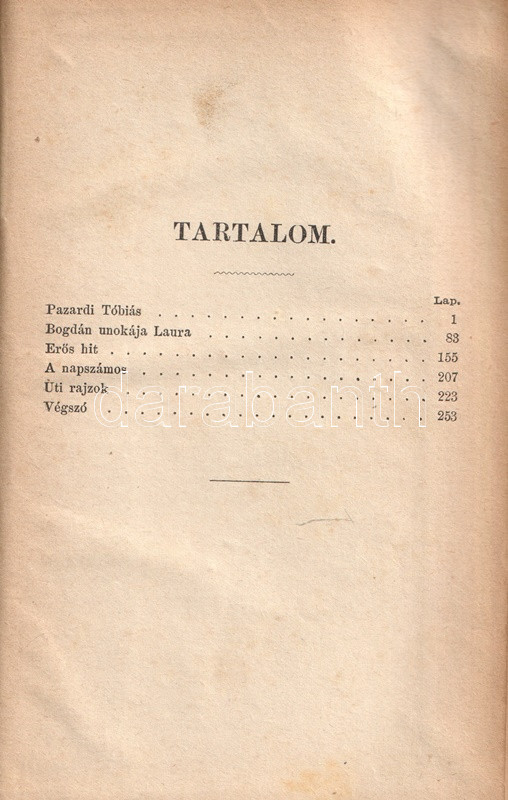 TARTALOM.
Lap.
Pazardi Tóbiás . . . . . . . . . . . 1
Bogdán unokája Laura . . . . . . . . . 83
Erős hit . . . . . . . . . . . . . 155
A napszámos . . . . . . . . . . . . 207
Úti rajzok . . . . . . . . . . . . 223
Végszó . . . . . . . . . . . . . 253
darabanth